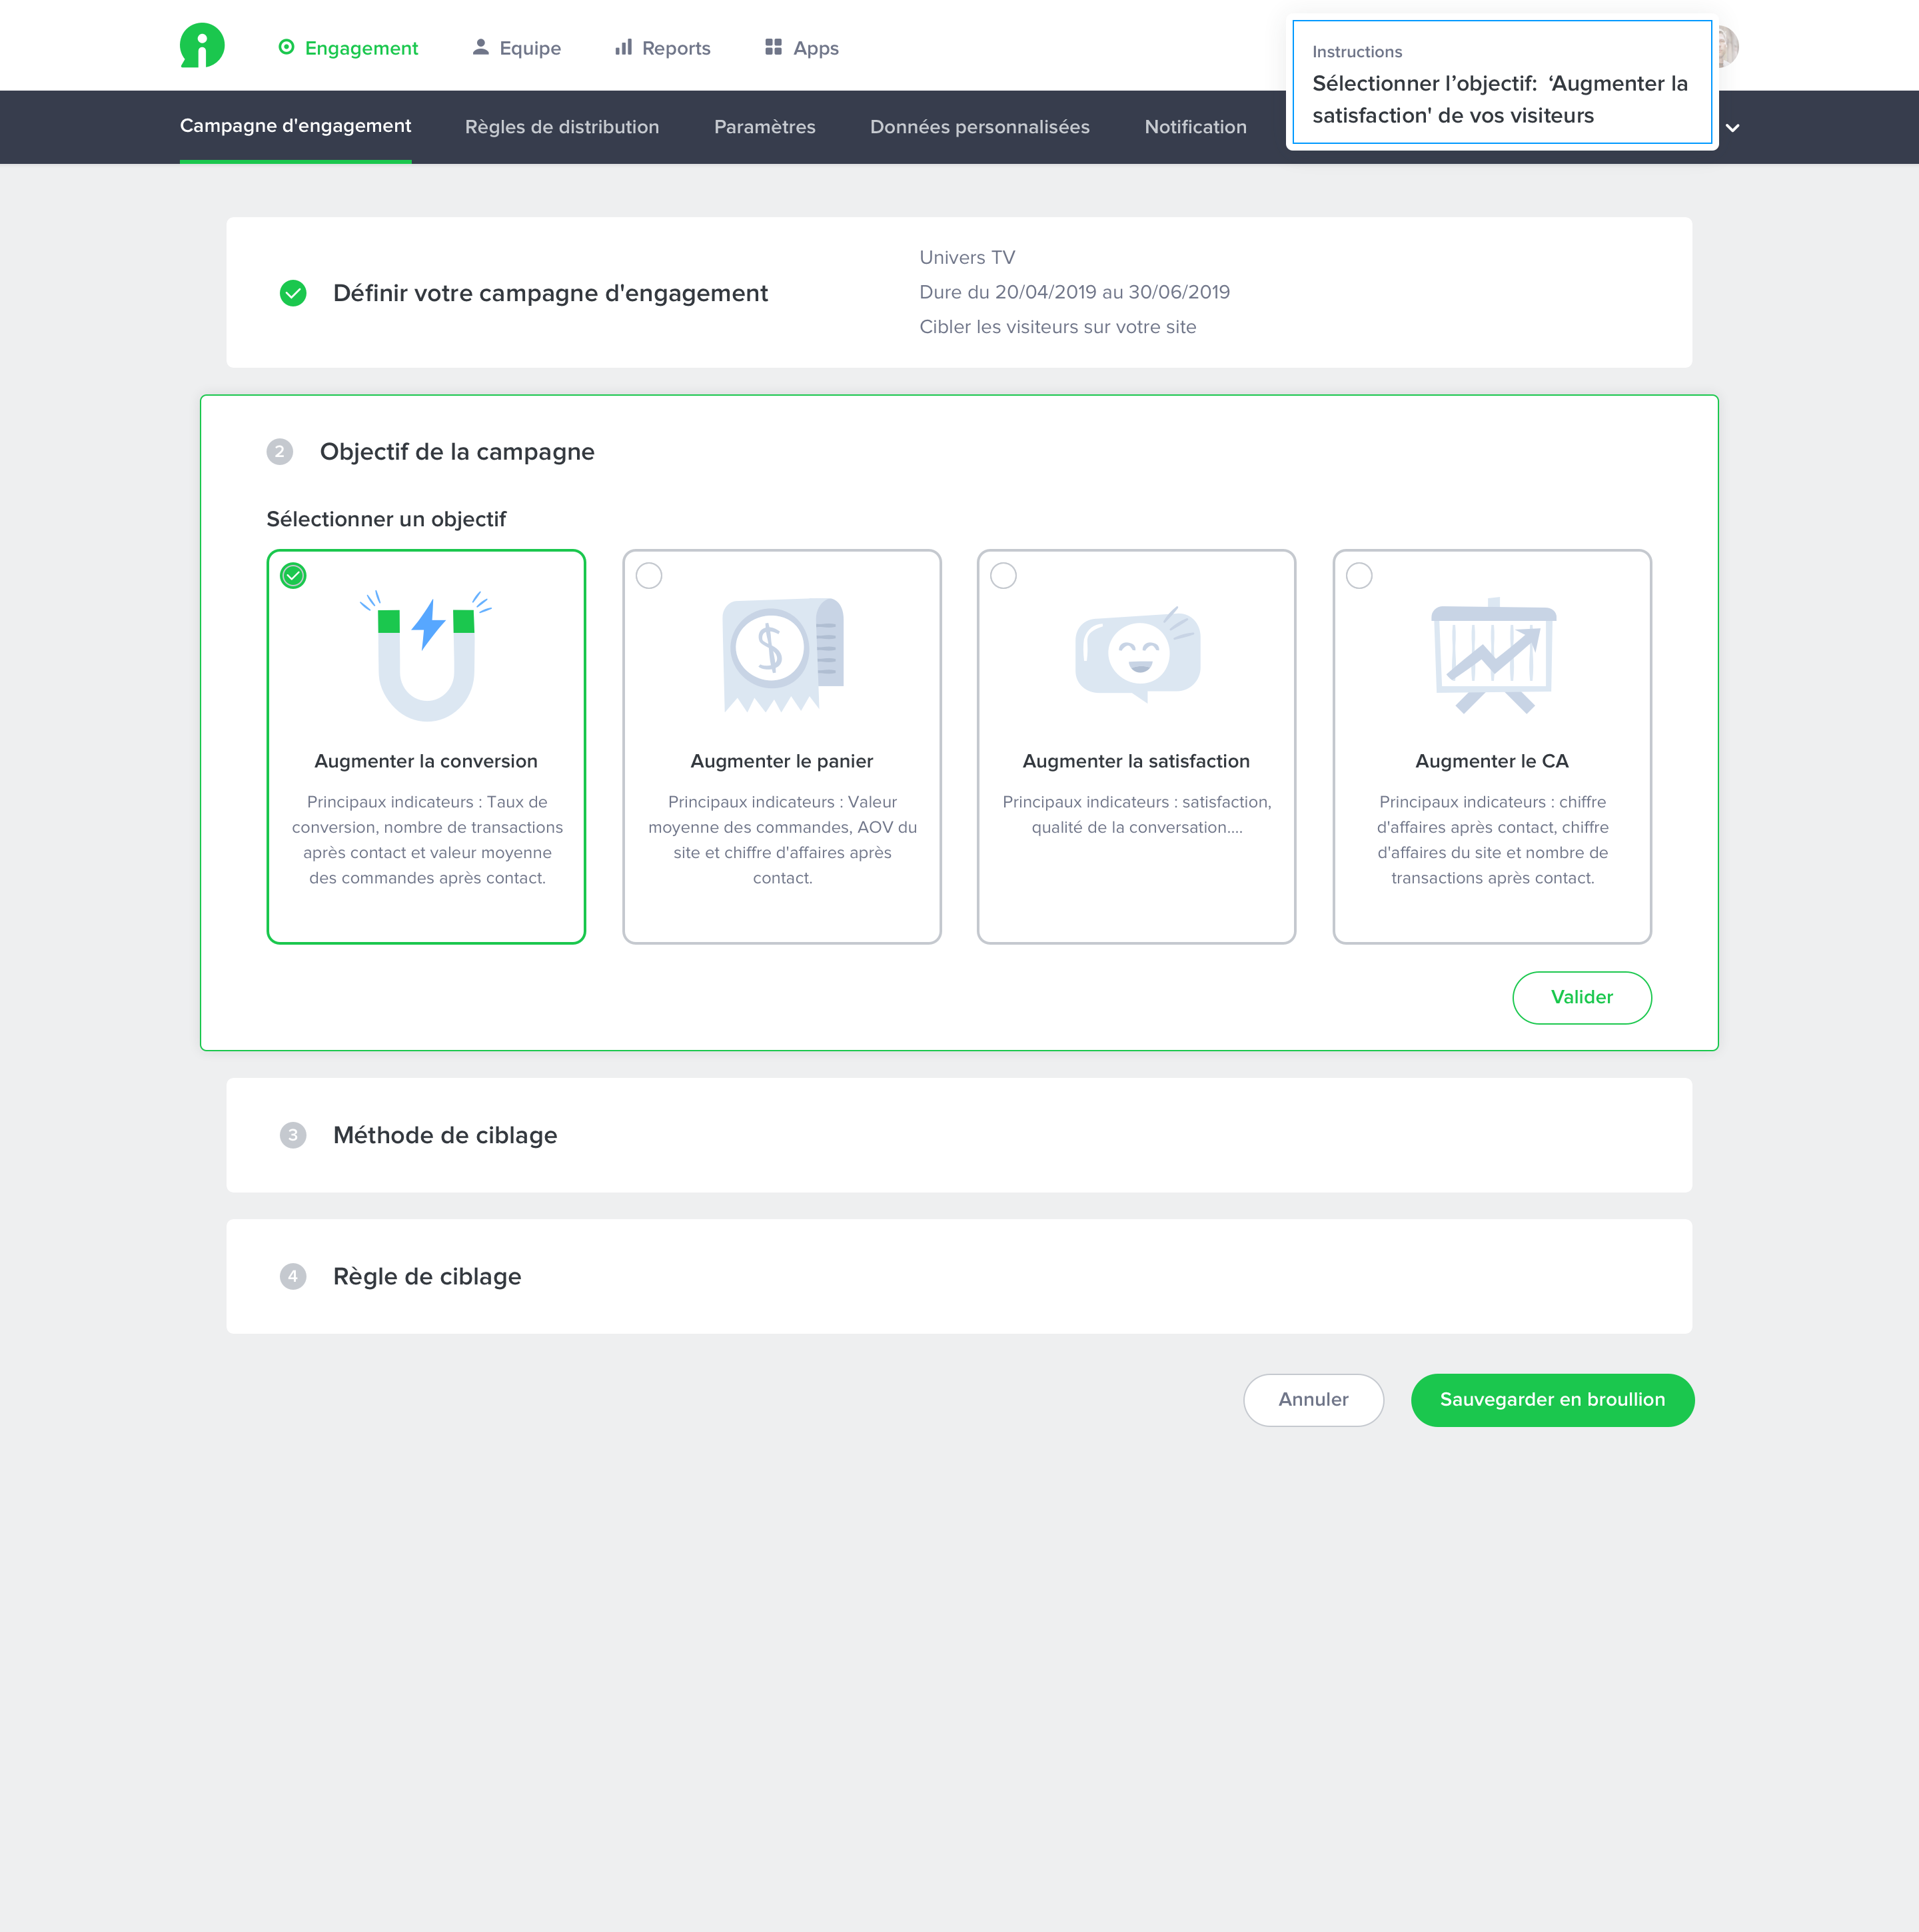 Engagement
Equipe
Reports
Apps
Instructions
Sélectionner l’objectif:  ‘Augmenter la
satisfaction' de vos visiteurs
Campagne d'engagement
Règles de distribution
Paramètres
Données personnalisées
Notification
Définir votre campagne d'engagement
Univers TV
Dure du 20/04/2019 au 30/06/2019
Cibler les visiteurs sur votre site
2
Objectif de la campagne
Sélectionner un objectif
Augmenter la conversion
Principaux indicateurs : Taux de
conversion, nombre de transactions
après contact et valeur moyenne
des commandes après contact.
$
Augmenter le panier
Principaux indicateurs : Valeur
moyenne des commandes, AOV du
site et chiffre d'affaires après
contact.
Augmenter la satisfaction
Principaux indicateurs : satisfaction,
qualité de la conversation....
Augmenter le CA
Principaux indicateurs : chiffre
d'affaires après contact, chiffre
d'affaires du site et nombre de
transactions après contact.
Valider
3
Méthode de ciblage
4
Règle de ciblage
Annuler
Sauvegarder en broullion